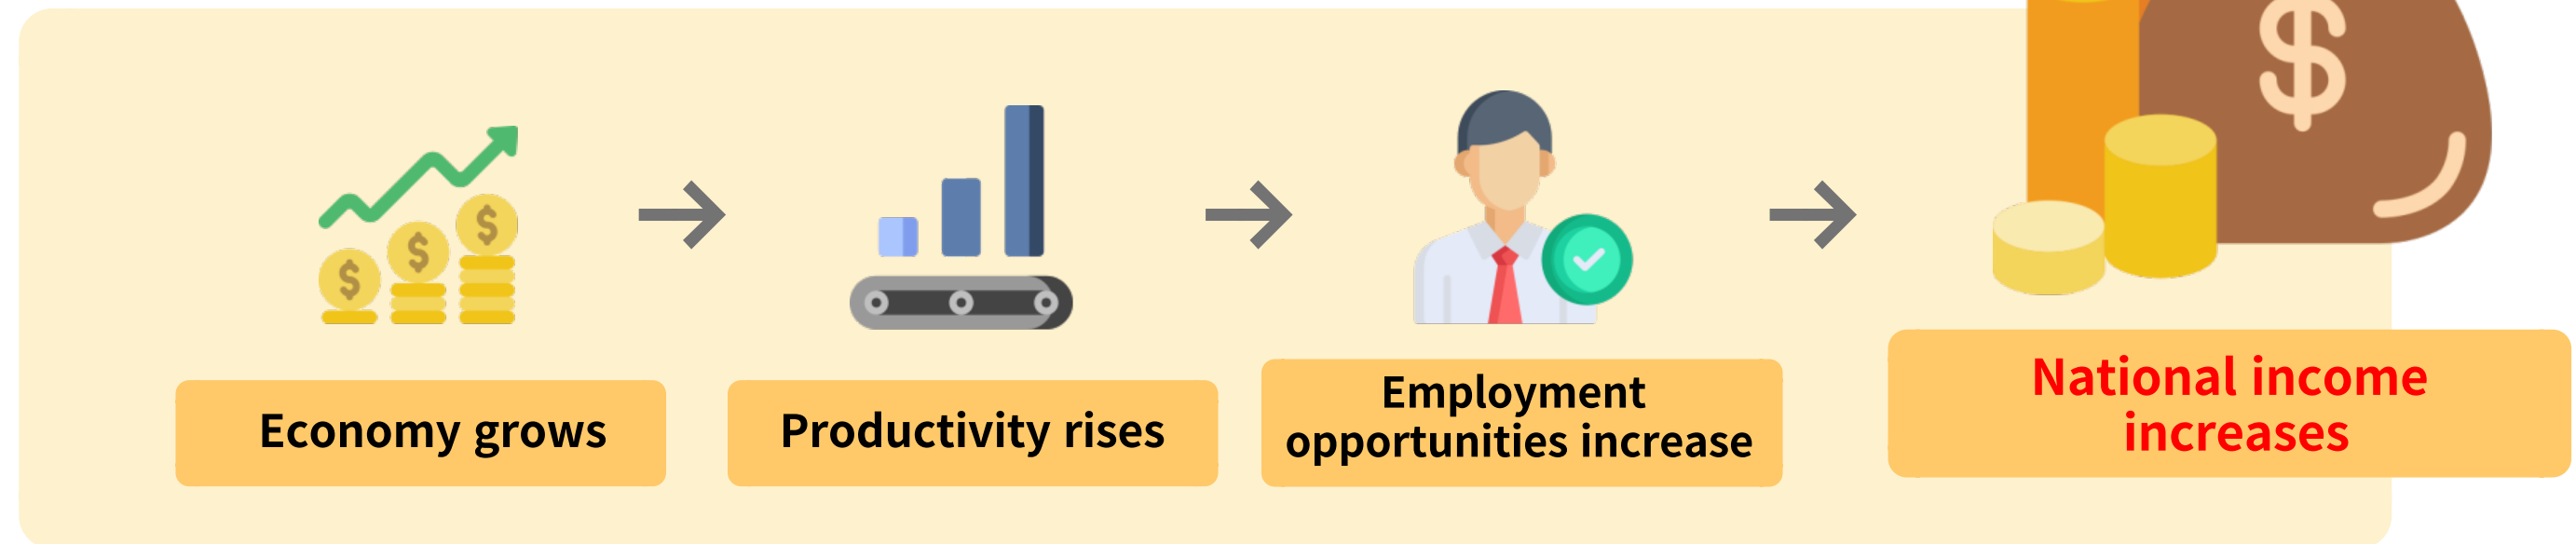 $
$
$
$
Economy grows
Productivity rises
Employment
opportunities increase
National income
increases